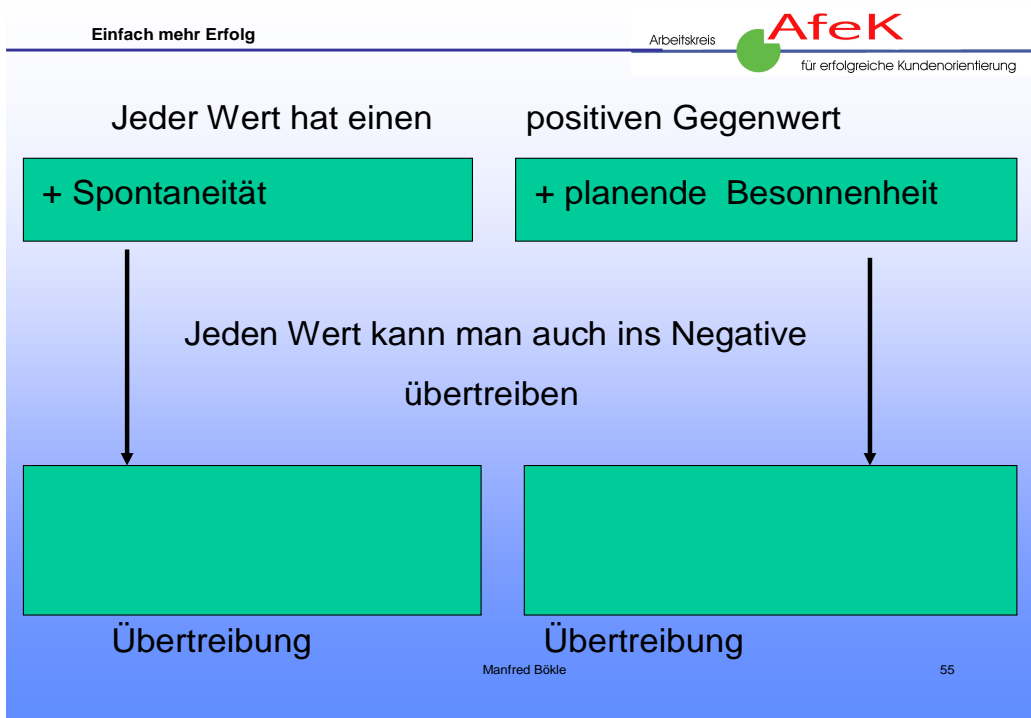 Einfach mehr Erfolg
Arbeitskreis AfeK
für erfolgreiche Kundenorientierung
Jeder Wert hat einen positiven Gegenwert
+ Spontaneität
+ planende Besonnenheit
Jeden Wert kann man auch ins Negative
übertreiben
Übertreibung Übertreibung
Manfred Bökle 55